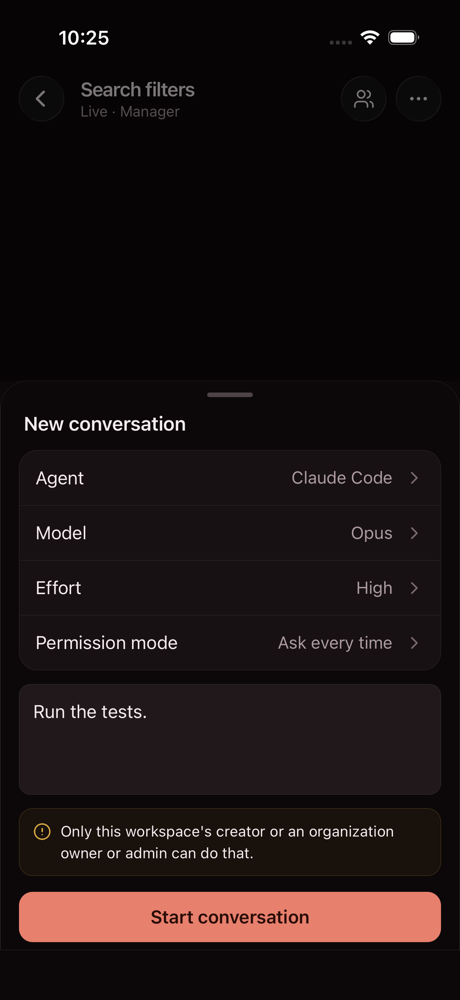 10:25
Search filters
Live · Manager
New conversation
Agent Claude Code
Model Opus
Effort High
Permission mode Ask every time
Run the tests.
Only this workspace's creator or an organization
owner or admin can do that.
Start conversation